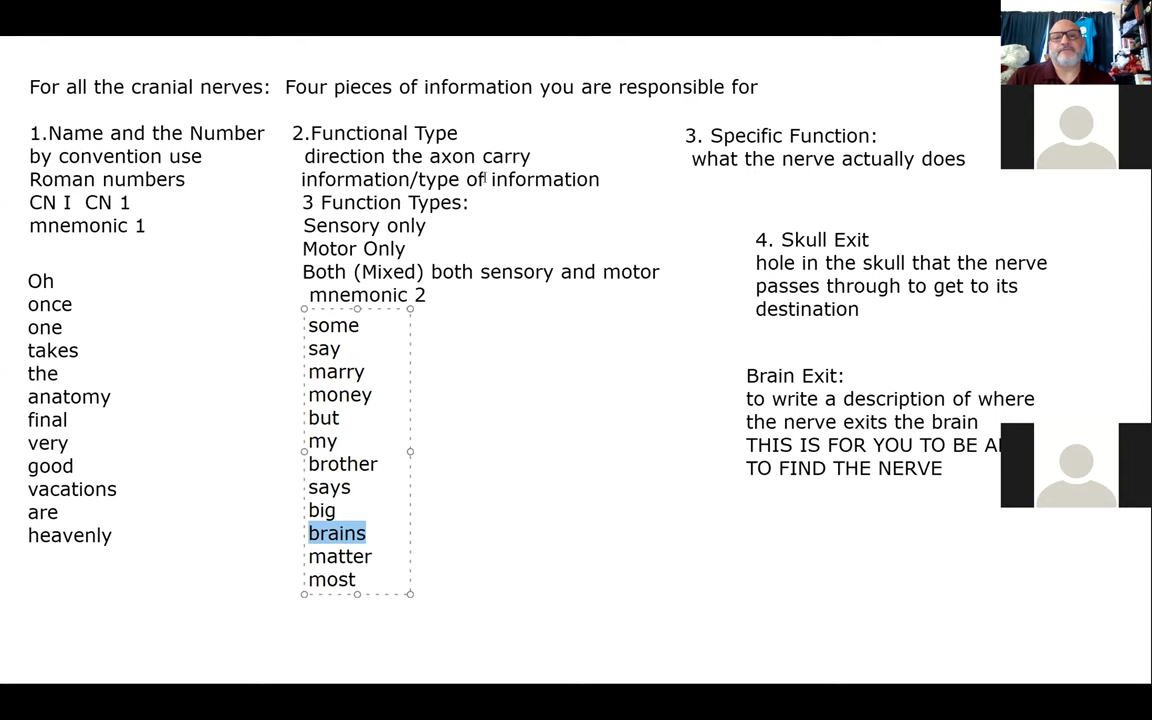 For all the cranial nerves:  Four pieces of information you are responsible for
1.Name and the Number
by convention use
Roman numbers
CN I  CN 1
mnemonic 1
Oh
once
one
takes
the
anatomy
final
very
good
vacations
are
heavenly
2.Functional Type
direction the axon carry
information/type of information
3 Function Types:
Sensory only
Motor Only
Both (Mixed) both sensory and motor
mnemonic 2
some
say
marry
money
but
my
brother
says
big
brains
matter
most
3. Specific Function:
what the nerve actually does
4. Skull Exit
hole in the skull that the nerve
passes through to get to its
destination
Brain Exit:
to write a description of where
the nerve exits the brain
THIS IS FOR YOU TO BE
TO FIND THE NERVE